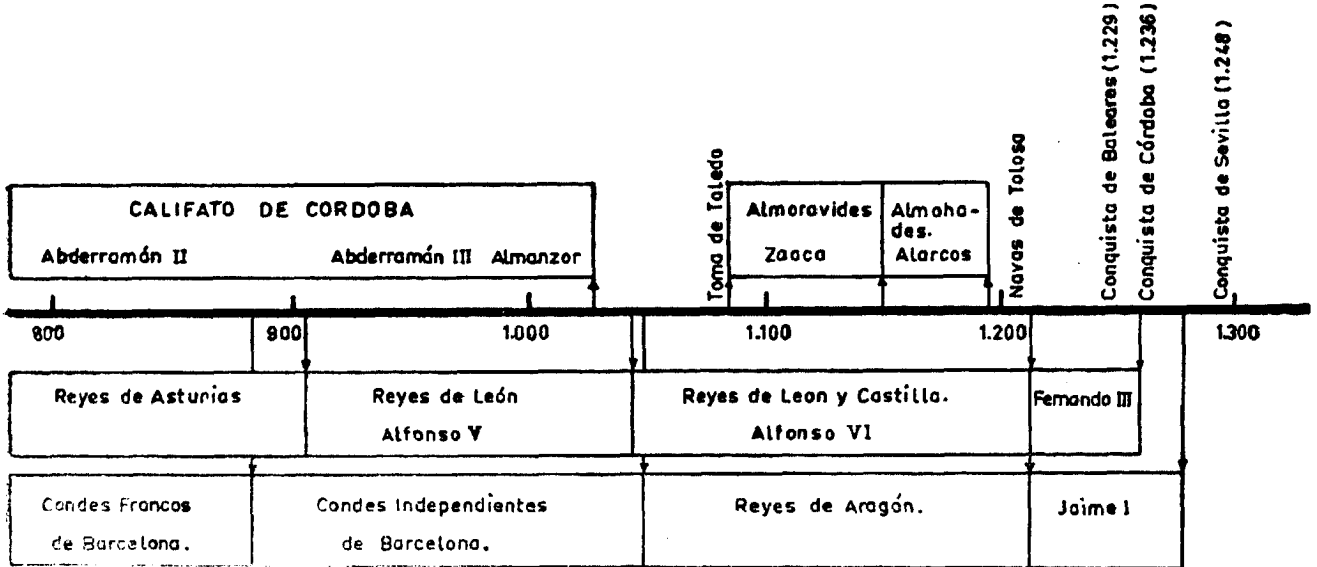 Conquista de Baleares (1.229)
Conquista de Córdoba (1.236)
Conquista de Sevilla (1.248)
CALIFATO DE CORDOBA
Abderramán II Abderramán III Almanzor
Toma de Toledo
Almoravides
Zaaca
Almoha-
des.
Alarcos
Navas de Tolosa
800 900 1.000 1.100 1.200 1.300
Reyes de Asturias
Reyes de León
Alfonso V
Reyes de Leon y Castilla.
Alfonso VI
Fernando III
Condes Francos
de Barcelona.
Condes Independientes
de Barcelona.
Reyes de Aragón.
Jaime I